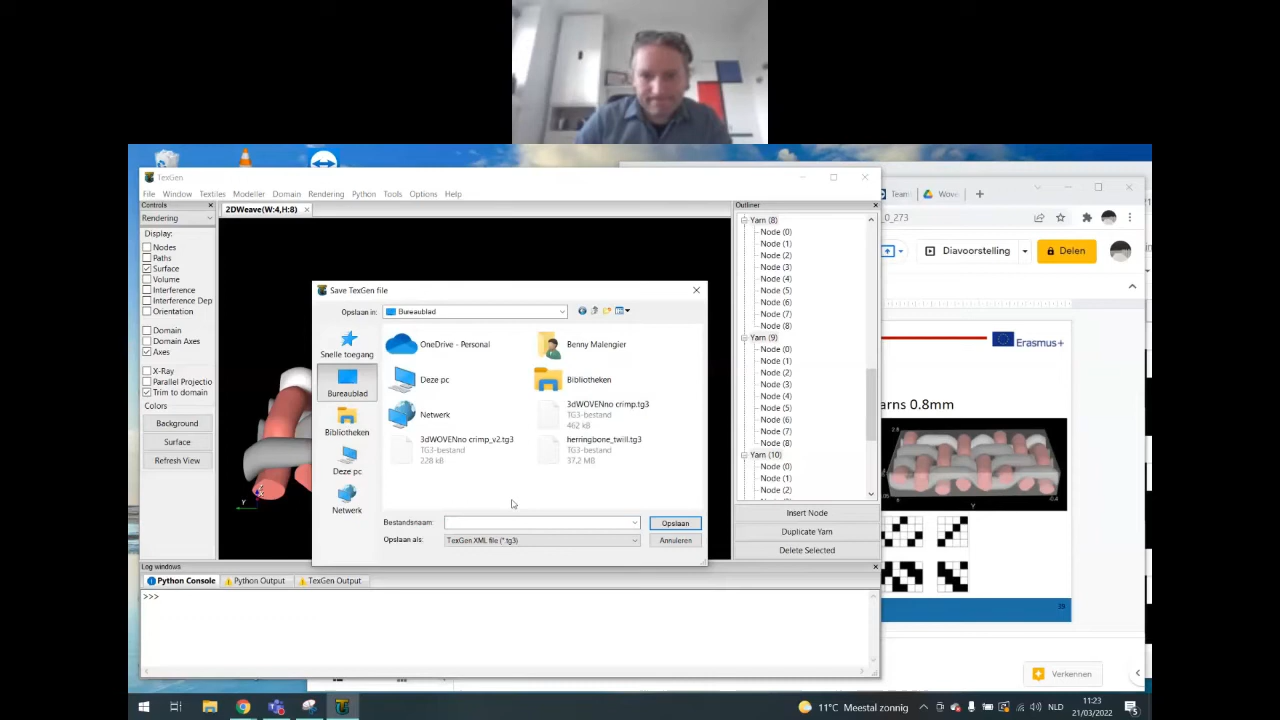 TexGen
File Window Textiles Modeller Domain Rendering Python Tools Options Help
Controls
Rendering
Display:
Nodes
Paths
Surface
Volume
Interference
Interference Dep
Orientation
Domain
Domain Axes
Axes
X-Ray
Parallel Projectio
Trim to domain
Colors
Background
Surface
Refresh View
2DWeave(W:4,H:8)
Y
Save TexGen file
Opslaan in:
Bureaublad
Snelle toegang
Bureaublad
Bibliotheken
Deze pc
Netwerk
OneDrive - Personal
Benny Malengier
Deze pc
Bibliotheken
Netwerk
3dWOVENno crimp.tg3
TG3-bestand
462 kB
3dWOVENno crimp_v2.tg3
TG3-bestand
228 kB
herringbone_twill.tg3
TG3-bestand
37,2 MB
Bestandsnaam:
Opslaan
Opslaan als:
TexGen XML file (*.tg3)
Annuleren
Outliner
Yarn (8)
Node (0)
Node (1)
Node (2)
Node (3)
Node (4)
Node (5)
Node (6)
Node (7)
Node (8)
Yarn (9)
Node (0)
Node (1)
Node (2)
Node (3)
Node (4)
Node (5)
Node (6)
Node (7)
Node (8)
Yarn (10)
Node (0)
Node (1)
Node (2)
Insert Node
Duplicate Yarn
Delete Selected
Log windows
Python Console
Python Output
TexGen Output
>>>
Team
Wov
0_273
Diavoorstelling
Delen
Erasmus+
arns 0.8mm
Y
Verkennen
11°C Meestal zonnig
NLD
11:23
21/03/2022